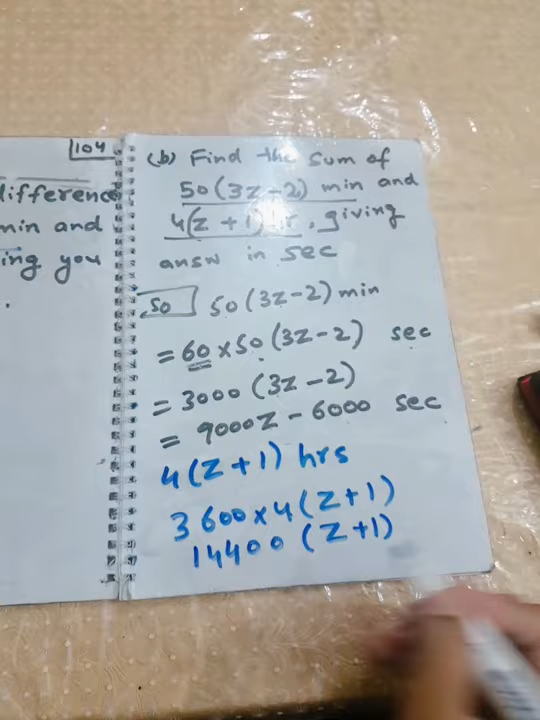 104
difference
min and
ing you
(b) Find the sum of
50(3z-2) min and
4(z+1) hr, giving
answ in sec
So 50(3z-2) min
= 60 x 50 (3z-2) sec
= 3000 (3z-2)
= 9000z - 6000 sec
4(z+1) hrs
3600 x 4(z+1)
14400 (z+1)